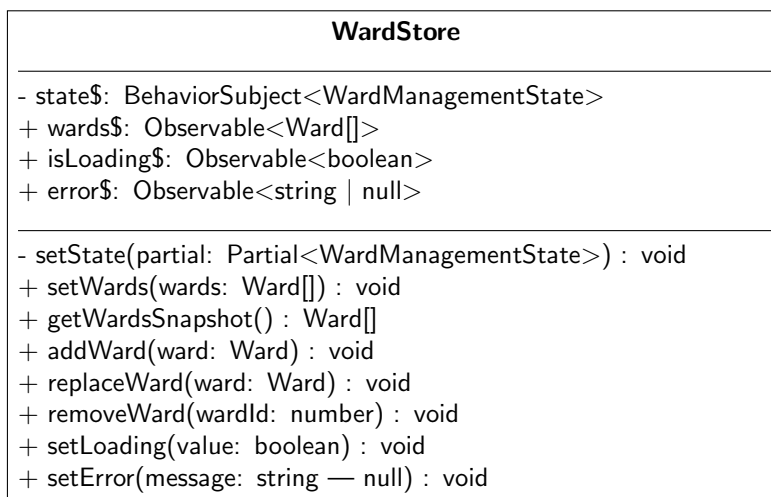 WardStore
- state$: BehaviorSubject<WardManagementState>
+ wards$: Observable<Ward[]>
+ isLoading$: Observable<boolean>
+ error$: Observable<string | null>
- setState(partial: Partial<WardManagementState>) : void
+ setWards(wards: Ward[]) : void
+ getWardsSnapshot() : Ward[]
+ addWard(ward: Ward) : void
+ replaceWard(ward: Ward) : void
+ removeWard(wardId: number) : void
+ setLoading(value: boolean) : void
+ setError(message: string — null) : void